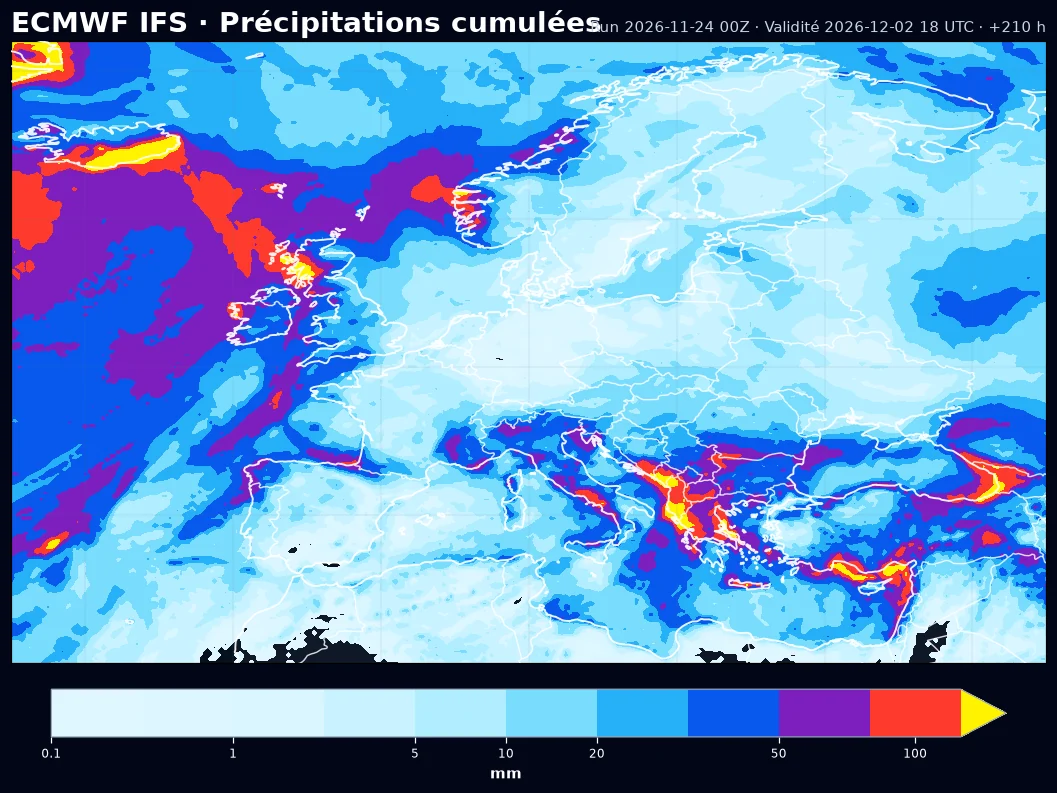 ECMWF IFS · Précipitations cumulées
Run 2026-11-24 00Z · Validité 2026-12-02 18 UTC · +210 h
0.1 1 5 10 20 50 100
mm